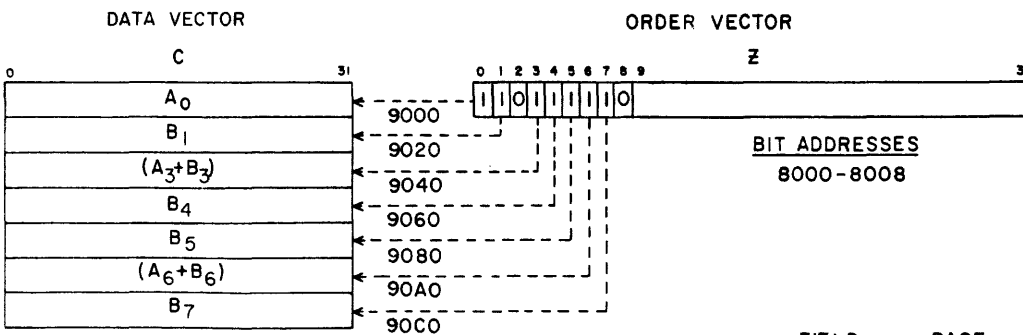 DATA VECTOR
ORDER VECTOR
C
Z
0 31
0 1 2 3 4 5 6 7 8 9 3
A0
1 1 0 1 1 1 1 1 0
9000
B1
9020
BIT ADDRESSES
(A3+B3)
9040
8000-8008
B4
9060
B5
9080
(A6+B6)
90A0
B7
90C0